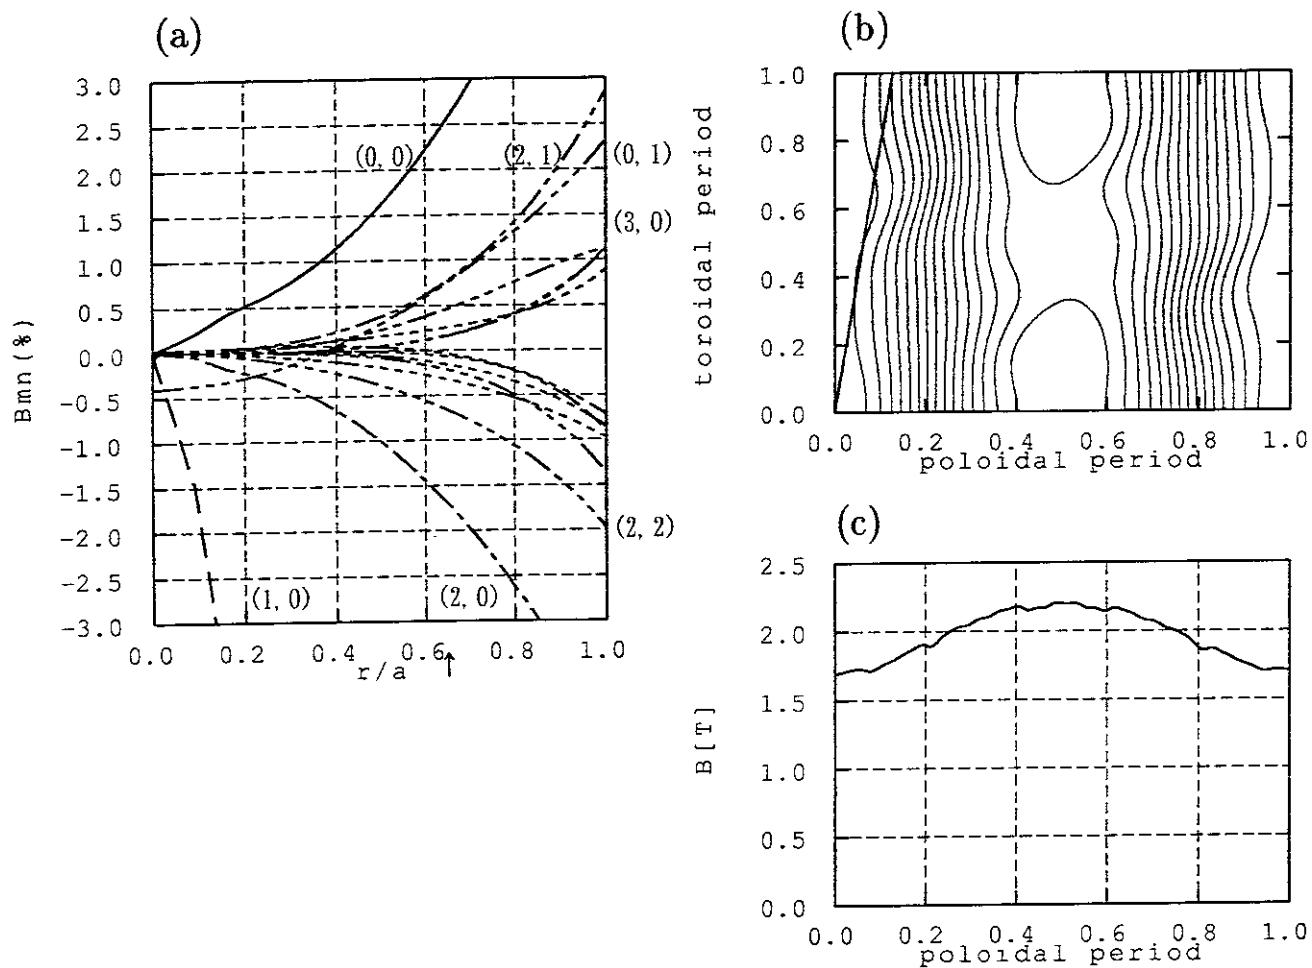 (a)
3.0
2.5
2.0
1.5
1.0
0.5
0.0
-0.5
-1.0
-1.5
-2.0
-2.5
-3.0
Bmn(%)
(0, 0)
(2, 1)
(0, 1)
(3, 0)
(2, 2)
(1, 0)
(2, 0)
0.0 0.2 0.4 0.8 1.0
r/a ↑
(b)
1.0
0.8
0.6
0.4
0.2
0.0
toroidal period
0.0 0.2 0.4 0.6 0.8 1.0
poloidal period
(c)
2.5
2.0
1.5
1.0
0.5
0.0
B[T]
0.0 0.2 0.4 0.6 0.8 1.0
poloidal period